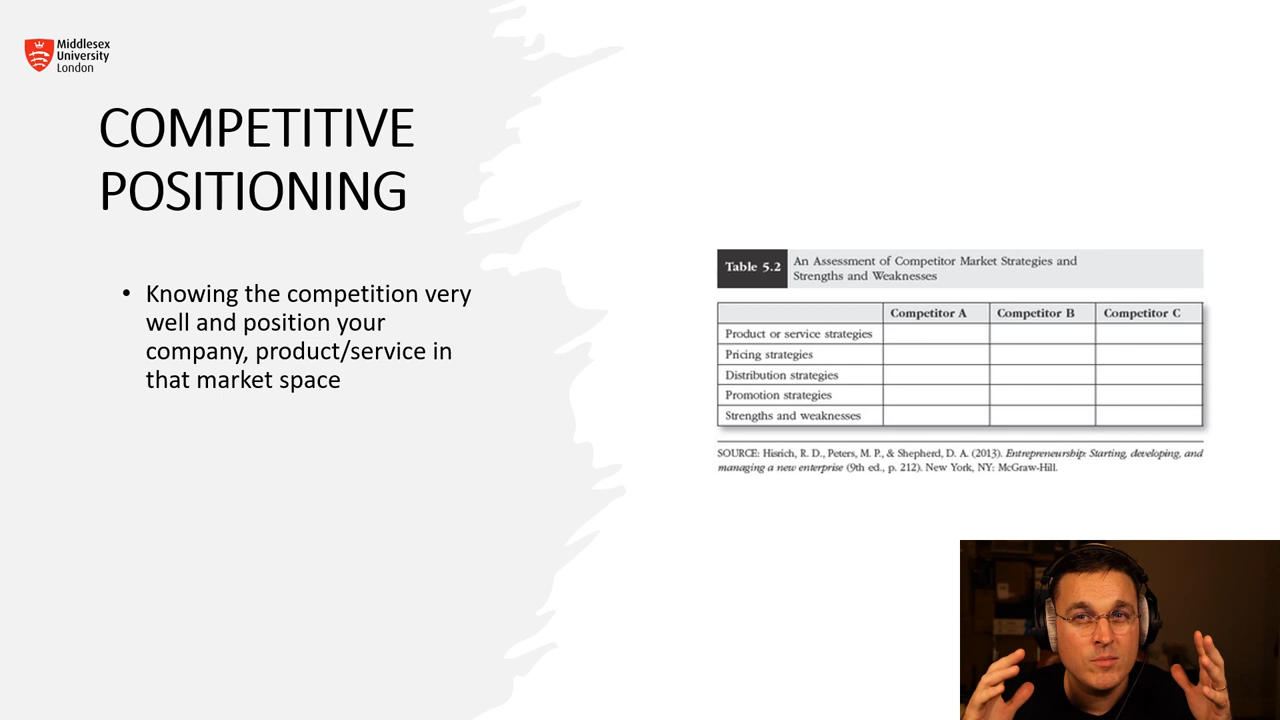 Middlesex
University
London
COMPETITIVE
POSITIONING
• Knowing the competition very
well and position your
company, product/service in
that market space
Table 5.2
An Assessment of Competitor Market Strategies and
Strengths and Weaknesses
Competitor A Competitor B Competitor C
Product or service strategies
Pricing strategies
Distribution strategies
Promotion strategies
Strengths and weaknesses
SOURCE: Hisrich, R. D., Peters, M. P., & Shepherd, D. A. (2013). Entrepreneurship: Starting, developing, and
managing a new enterprise (9th ed., p. 212). New York, NY: McGraw-Hill.